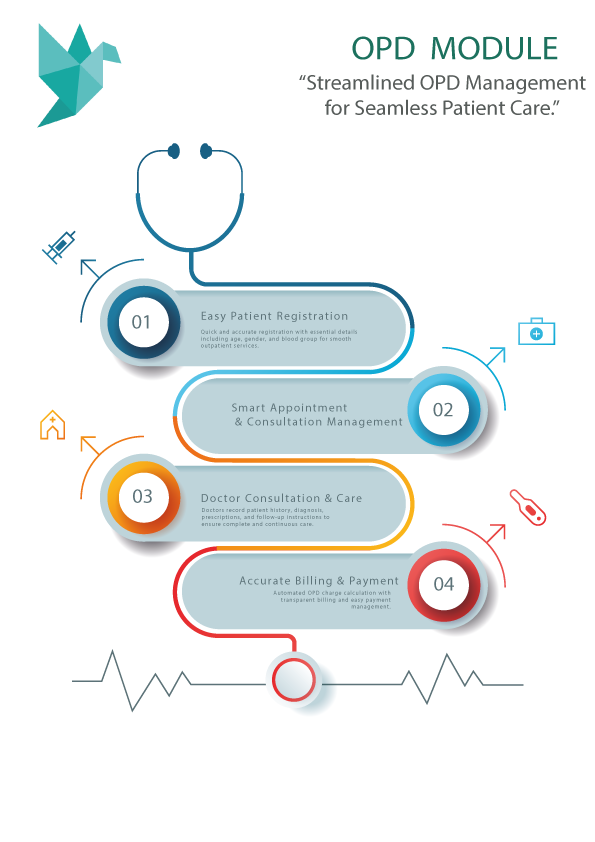 OPD MODULE
“Streamlined OPD Management
for Seamless Patient Care.”
01
Easy Patient Registration
Quick and accurate registration with essential details
including age, gender, and blood group for smooth
outpatient services.
Smart Appointment
& Consultation Management
02
03
Doctor Consultation & Care
Doctors record patient history, diagnosis,
prescriptions, and follow-up instructions to
ensure complete and continuous care.
Accurate Billing & Payment
04
Automated OPD charge calculation with
transparent billing and easy payment
management.